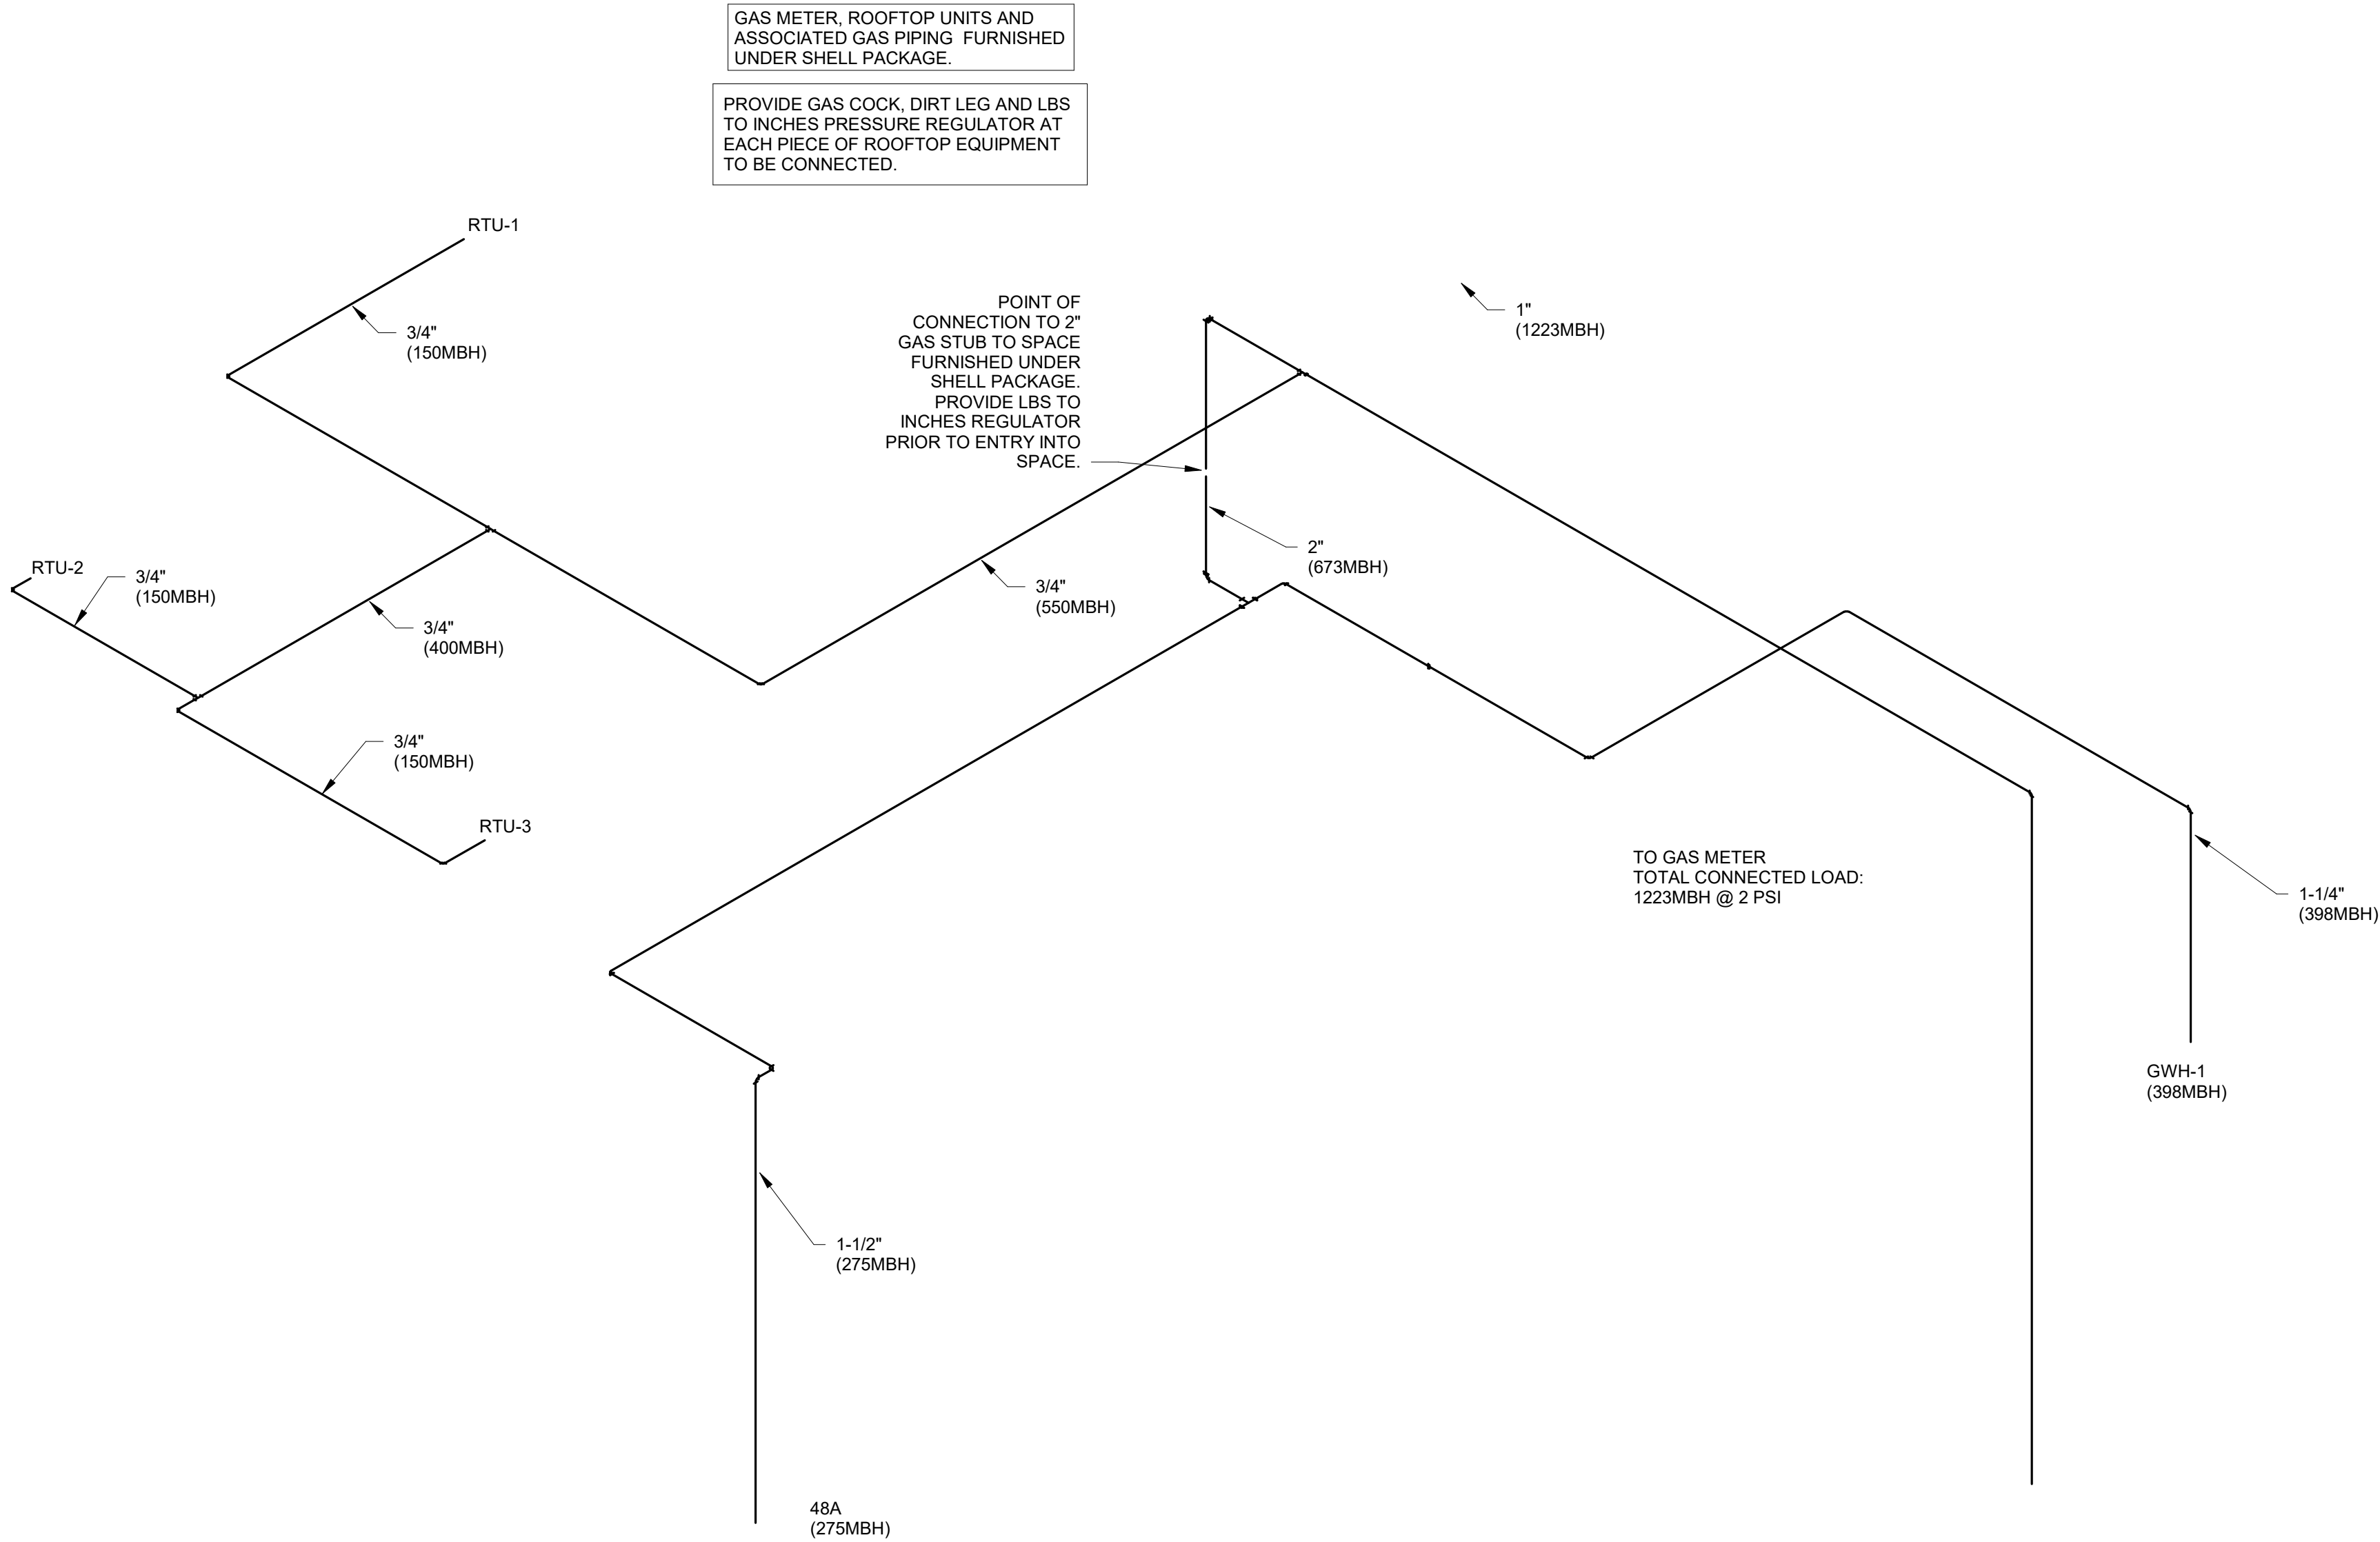 GAS METER, ROOFTOP UNITS AND
ASSOCIATED GAS PIPING FURNISHED
UNDER SHELL PACKAGE.
PROVIDE GAS COCK, DIRT LEG AND LBS
TO INCHES PRESSURE REGULATOR AT
EACH PIECE OF ROOFTOP EQUIPMENT
TO BE CONNECTED.
RTU-1
3/4"
(150MBH)
POINT OF
CONNECTION TO 2"
GAS STUB TO SPACE
FURNISHED UNDER
SHELL PACKAGE.
PROVIDE LBS TO
INCHES REGULATOR
PRIOR TO ENTRY INTO
SPACE.
1"
(1223MBH)
RTU-2
3/4"
(150MBH)
3/4"
(400MBH)
3/4"
(550MBH)
2"
(673MBH)
3/4"
(150MBH)
RTU-3
TO GAS METER
TOTAL CONNECTED LOAD:
1223MBH @ 2 PSI
1-1/4"
(398MBH)
GWH-1
(398MBH)
1-1/2"
(275MBH)
48A
(275MBH)